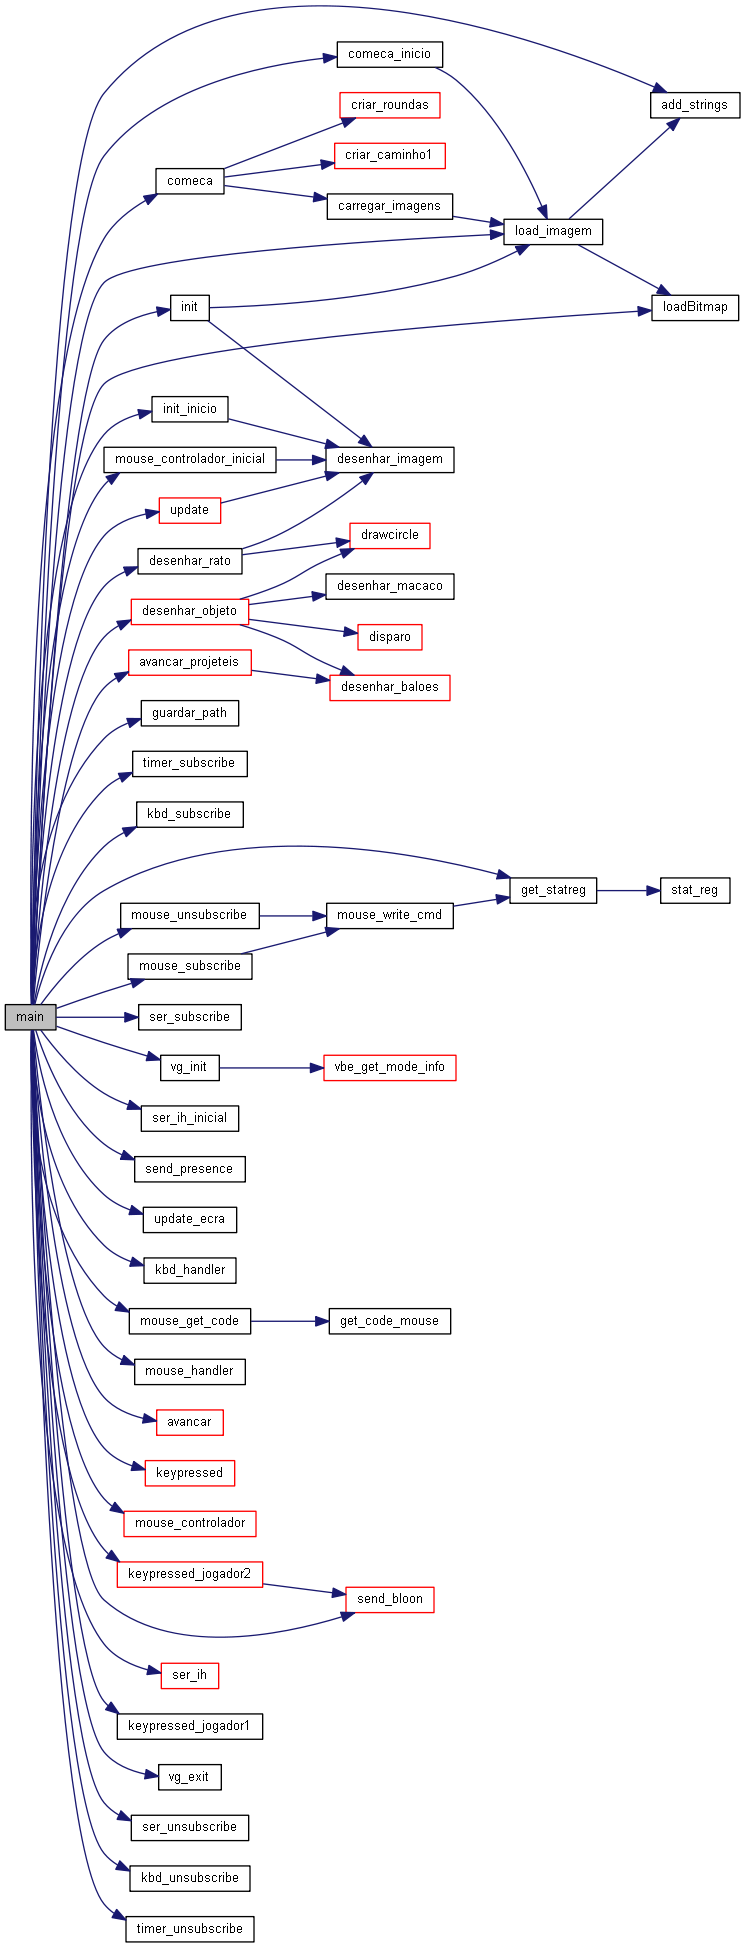 comeca_inicio
add_strings
criar_roundas
criar_caminho1
comeca
carregar_imagens
load_imagem
init
loadBitmap
init_inicio
mouse_controlador_inicial
desenhar_imagem
update
drawcircle
desenhar_rato
desenhar_macaco
desenhar_objeto
disparo
avancar_projeteis
desenhar_baloes
guardar_path
timer_subscribe
kbd_subscribe
get_statreg
stat_reg
mouse_unsubscribe
mouse_write_cmd
mouse_subscribe
main
ser_subscribe
vg_init
vbe_get_mode_info
ser_ih_inicial
send_presence
update_ecra
kbd_handler
mouse_get_code
get_code_mouse
mouse_handler
avancar
keypressed
mouse_controlador
keypressed_jogador2
send_bloon
ser_ih
keypressed_jogador1
vg_exit
ser_unsubscribe
kbd_unsubscribe
timer_unsubscribe